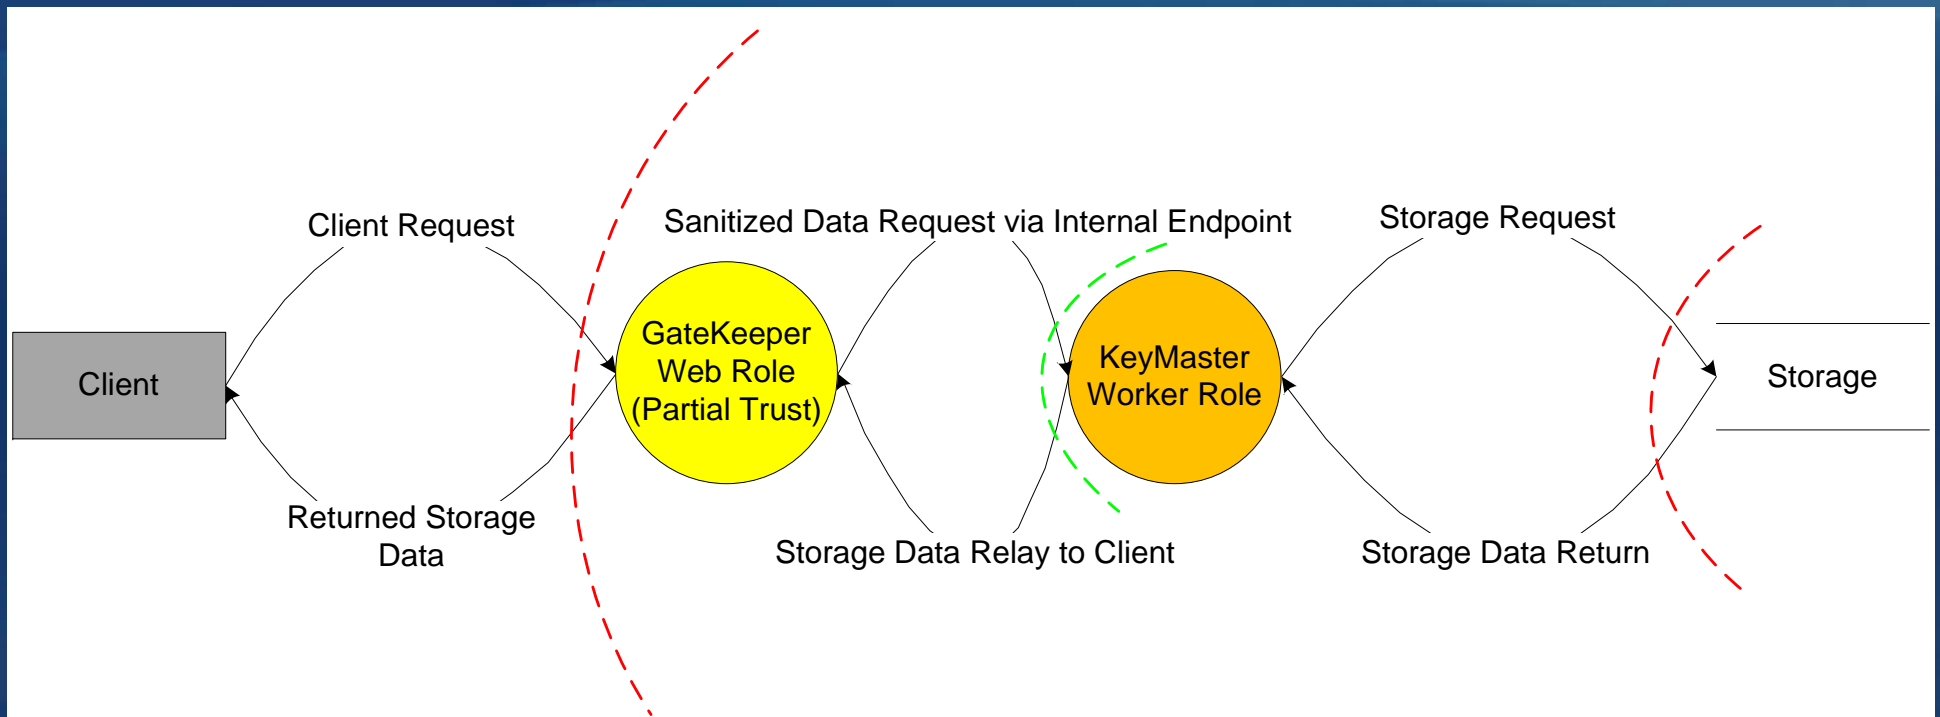 Client Request
Sanitized Data Request via Internal Endpoint
Storage Request
Client
GateKeeper
Web Role
(Partial Trust)
KeyMaster
Worker Role
Storage
Returned Storage
Data
Storage Data Relay to Client
Storage Data Return